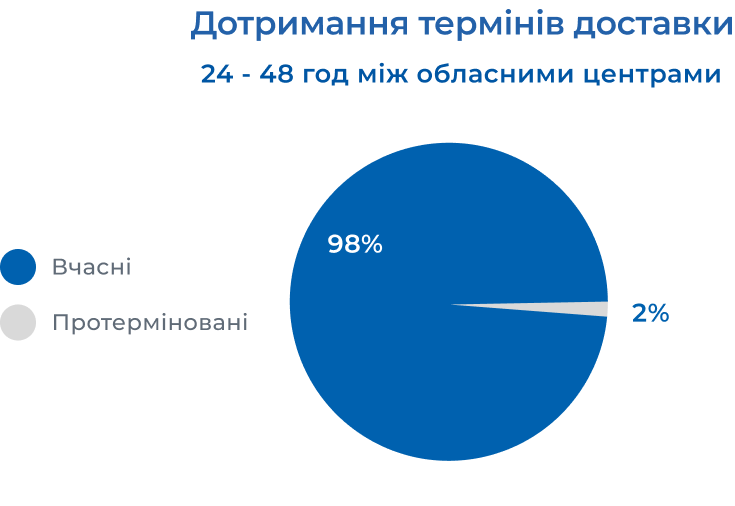 Дотримання термінів доставки
24 - 48 год між обласними центрами
98%
Вчасні
2%
Протерміновані